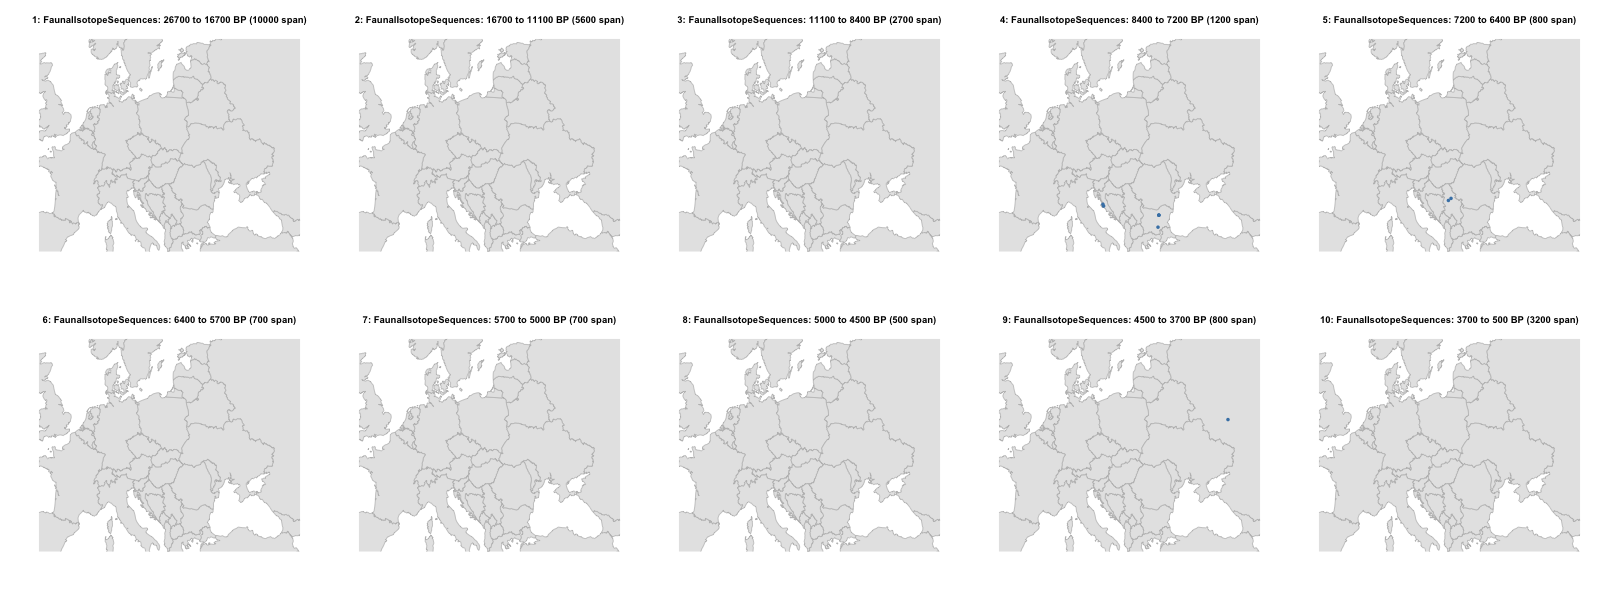 1: FaunalIsotopeSequences: 26700 to 16700 BP (10000 span)
2: FaunalIsotopeSequences: 16700 to 11100 BP (5600 span)
3: FaunalIsotopeSequences: 11100 to 8400 BP (2700 span)
4: FaunalIsotopeSequences: 8400 to 7200 BP (1200 span)
5: FaunalIsotopeSequences: 7200 to 6400 BP (800 span)
6: FaunalIsotopeSequences: 6400 to 5700 BP (700 span)
7: FaunalIsotopeSequences: 5700 to 5000 BP (700 span)
8: FaunalIsotopeSequences: 5000 to 4500 BP (500 span)
9: FaunalIsotopeSequences: 4500 to 3700 BP (800 span)
10: FaunalIsotopeSequences: 3700 to 500 BP (3200 span)